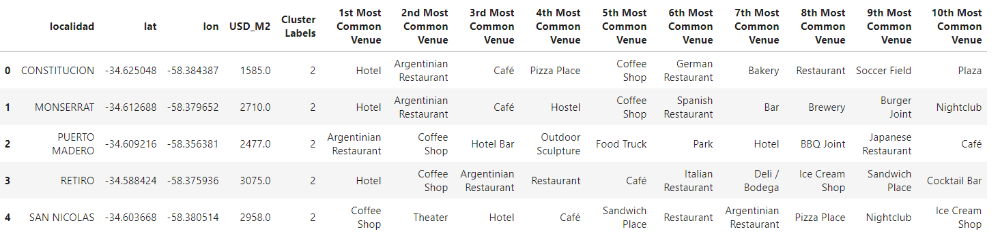 localidad lat lon USD_M2 Cluster Labels 1st Most Common Venue 2nd Most Common Venue 3rd Most Common Venue 4th Most Common Venue 5th Most Common Venue 6th Most Common Venue 7th Most Common Venue 8th Most Common Venue 9th Most Common Venue 10th Most Common Venue
0 CONSTITUCION -34.625048 -58.384387 1585.0 2 Hotel Argentinian Restaurant Café Pizza Place Coffee Shop German Restaurant Bakery Restaurant Soccer Field Plaza
1 MONSERRAT -34.612688 -58.379652 2710.0 2 Hotel Argentinian Restaurant Café Hostel Coffee Shop Spanish Restaurant Bar Brewery Burger Joint Nightclub
2 PUERTO MADERO -34.609216 -58.356381 2477.0 2 Argentinian Restaurant Coffee Shop Hotel Bar Outdoor Sculpture Food Truck Park Hotel BBQ Joint Japanese Restaurant Café
3 RETIRO -34.588424 -58.375936 3075.0 2 Hotel Coffee Shop Argentinian Restaurant Restaurant Café Italian Restaurant Deli / Bodega Ice Cream Shop Sandwich Place Cocktail Bar
4 SAN NICOLAS -34.603668 -58.380514 2958.0 2 Coffee Shop Theater Hotel Café Sandwich Place Restaurant Argentinian Restaurant Pizza Place Nightclub Ice Cream Shop